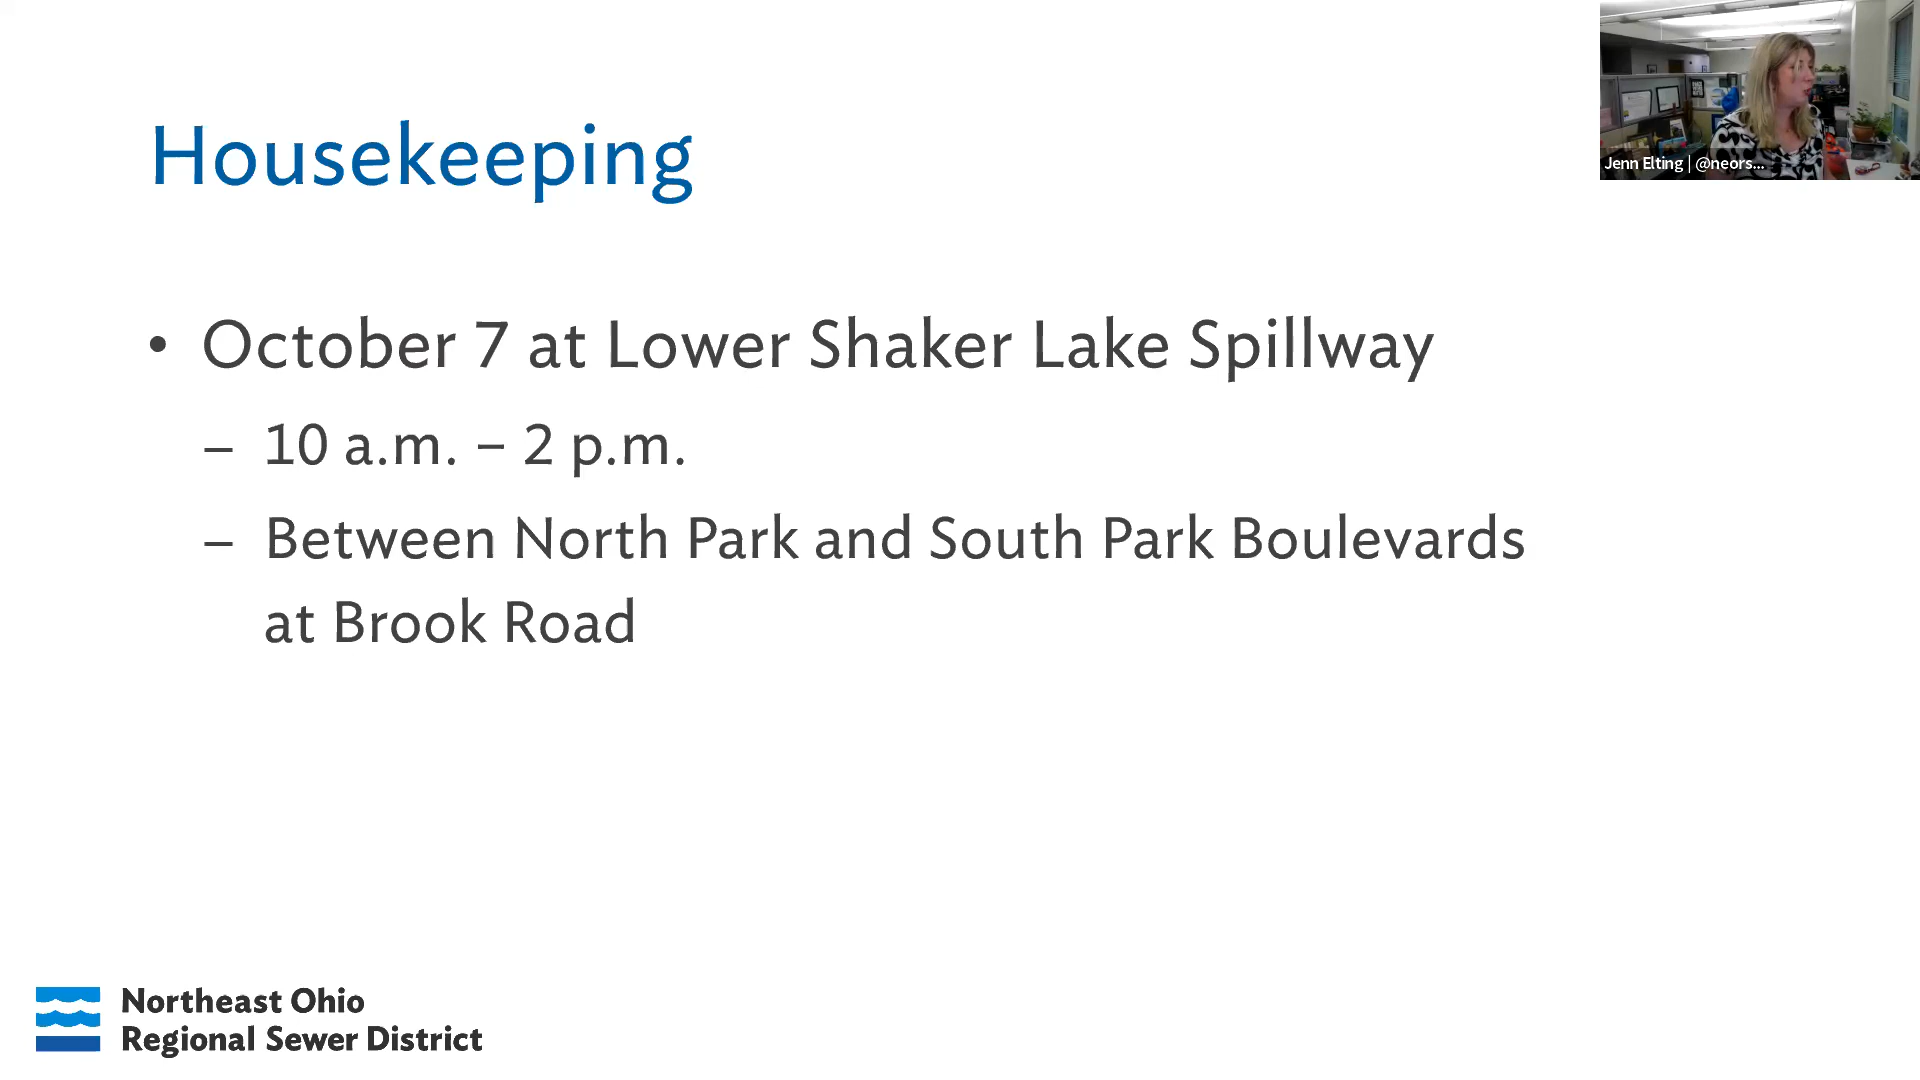 Housekeeping
• October 7 at Lower Shaker Lake Spillway
– 10 a.m. – 2 p.m.
– Between North Park and South Park Boulevards
at Brook Road
Jenn Elting | @neors...
Northeast Ohio
Regional Sewer District